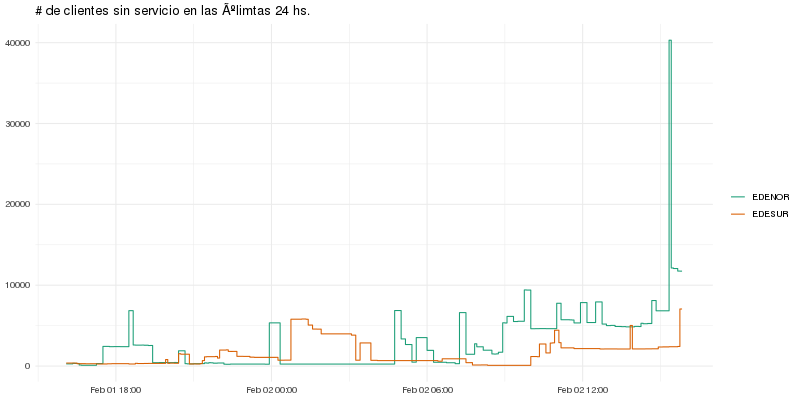 # de clientes sin servicio en las Ãºlimtas 24 hs.
40000
30000
20000
10000
0
Feb 01 18:00
Feb 02 00:00
Feb 02 06:00
Feb 02 12:00
EDENOR
EDESUR